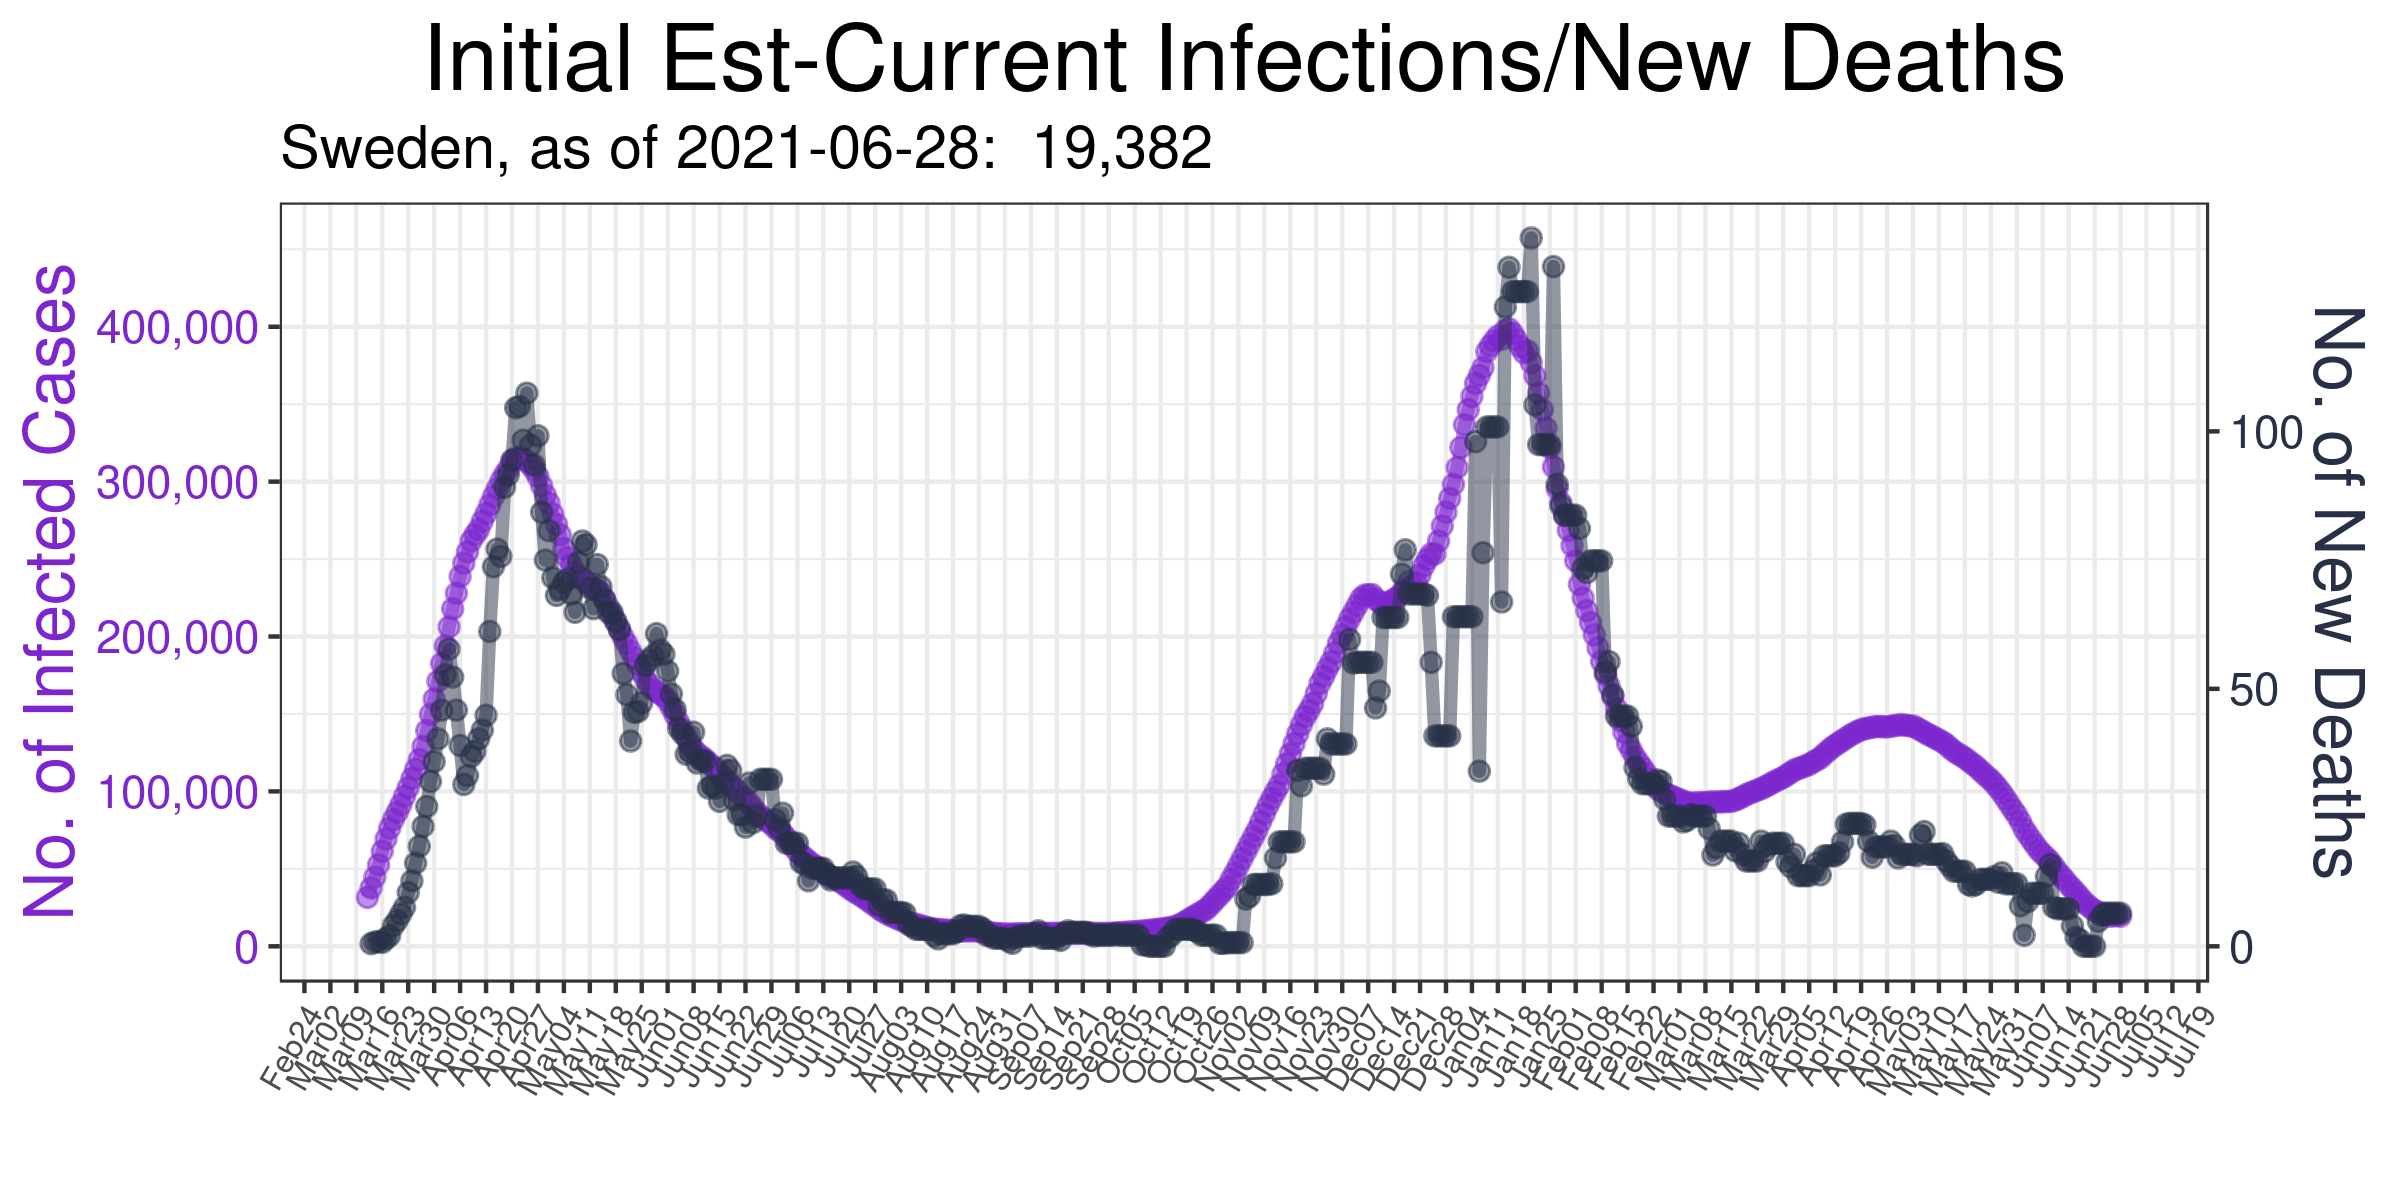 Initial Est-Current Infections/New Deaths
Sweden, as of 2021-06-28: 19,382
No. of Infected Cases
400,000
300,000
200,000
100,000
0
100
50
0
No. of New Deaths
Feb24
Mar02
Mar09
Mar16
Mar23
Mar30
Apr06
Apr13
Apr20
Apr27
May04
May11
May18
May25
Jun01
Jun08
Jun15
Jun22
Jun29
Jul06
Jul13
Jul20
Jul27
Aug03
Aug10
Aug17
Aug24
Aug31
Sep07
Sep14
Sep21
Sep28
Oct05
Oct12
Oct19
Oct26
Nov02
Nov09
Nov16
Nov23
Nov30
Dec07
Dec14
Dec21
Dec28
Jan04
Jan11
Jan18
Jan25
Feb01
Feb08
Feb15
Feb22
Mar01
Mar08
Mar15
Mar22
Mar29
Apr05
Apr12
Apr19
Apr26
May03
May10
May17
May24
May31
Jun07
Jun14
Jun21
Jun28
Jul05
Jul12
Jul19